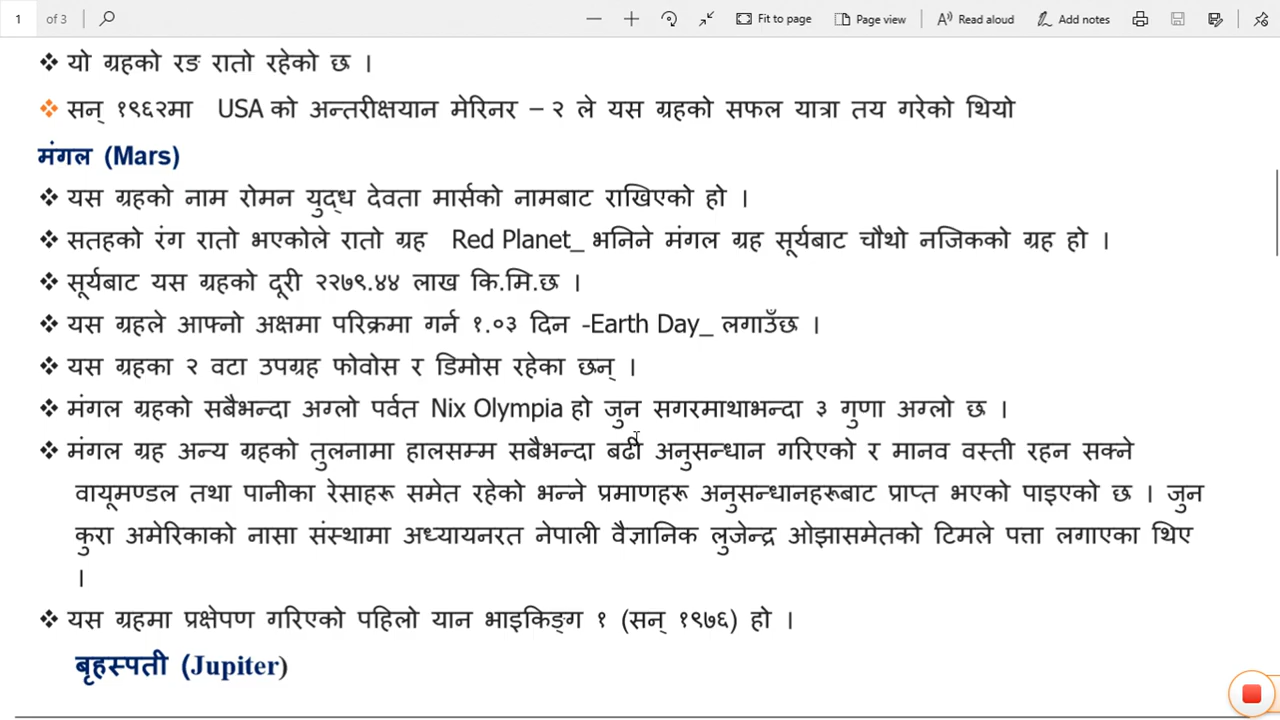 1 of 3 Fit to page Page view Read aloud Add notes
❖ यो ग्रहको रङ रातो रहेको छ ।
❖ सन् १९६२मा USA को अन्तरीक्षयान मेरिनर – २ ले यस ग्रहको सफल यात्रा तय गरेको थियो
मंगल (Mars)
❖ यस ग्रहको नाम रोमन युद्ध देवता मार्सको नामबाट राखिएको हो ।
❖ सतहको रंग रातो भएकोले रातो ग्रह Red Planet_ भनिने मंगल ग्रह सूर्यबाट चौथो नजिकको ग्रह हो ।
❖ सूर्यबाट यस ग्रहको दूरी २२७९.४४ लाख कि.मि.छ ।
❖ यस ग्रहले आफ्नो अक्षमा परिक्रमा गर्न १.०३ दिन -Earth Day_ लगाउँछ ।
❖ यस ग्रहका २ वटा उपग्रह फोवोस र डिमोस रहेका छन् ।
❖ मंगल ग्रहको सबैभन्दा अग्लो पर्वत Nix Olympia हो जुन सगरमाथाभन्दा ३ गुणा अग्लो छ ।
❖ मंगल ग्रह अन्य ग्रहको तुलनामा हालसम्म सबैभन्दा बढी अनुसन्धान गरिएको र मानव वस्ती रहन सक्ने
वायूमण्डल तथा पानीका रेसाहरू समेत रहेको भन्ने प्रमाणहरू अनुसन्धानहरूबाट प्राप्त भएको पाइएको छ । जुन
कुरा अमेरिकाको नासा संस्थामा अध्यायनरत नेपाली वैज्ञानिक लुजेन्द्र ओझासमेतको टिमले पत्ता लगाएका थिए
।
❖ यस ग्रहमा प्रक्षेपण गरिएको पहिलो यान भाइकिङ्ग १ (सन् १९७६) हो ।
बृहस्पती (Jupiter)